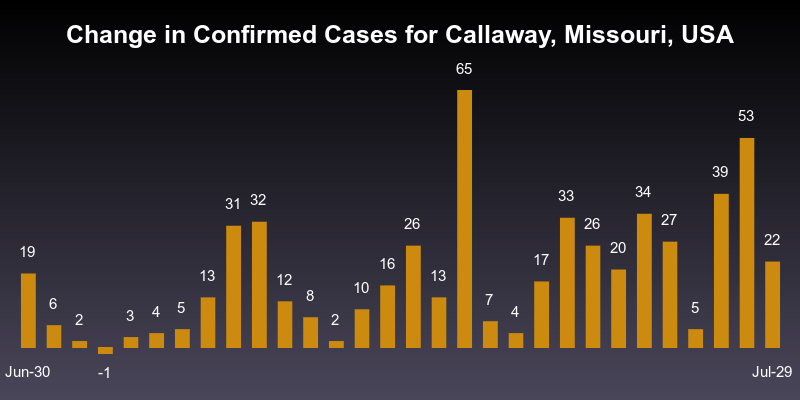 Change in Confirmed Cases for Callaway, Missouri, USA
65
53
39
31 32 33 34
26 26 27
19 20 22
13 12 16 13 17
6 2 3 4 5 8 2 10 7 4 5
Jun-30 -1 Jul-29